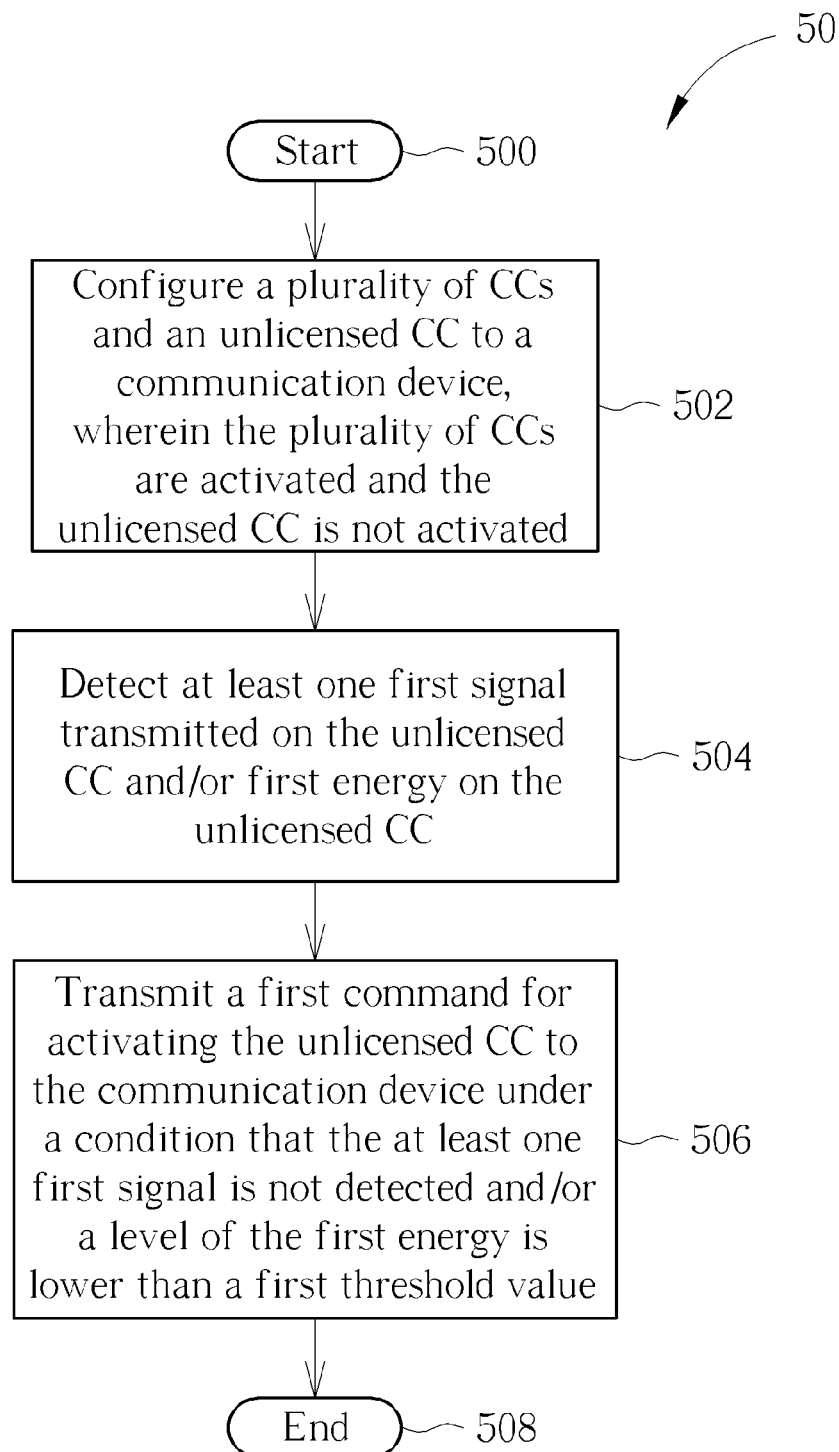 50
Start
500
Configure a plurality of CCs
and an unlicensed CC to a
communication device,
wherein the plurality of CCs
are activated and the
unlicensed CC is not activated
502
Detect at least one first signal
transmitted on the unlicensed
CC and/or first energy on the
unlicensed CC
504
Transmit a first command for
activating the unlicensed CC to
the communication device under
a condition that the at least one
first signal is not detected and/or
a level of the first energy is
lower than a first threshold value
506
End
508